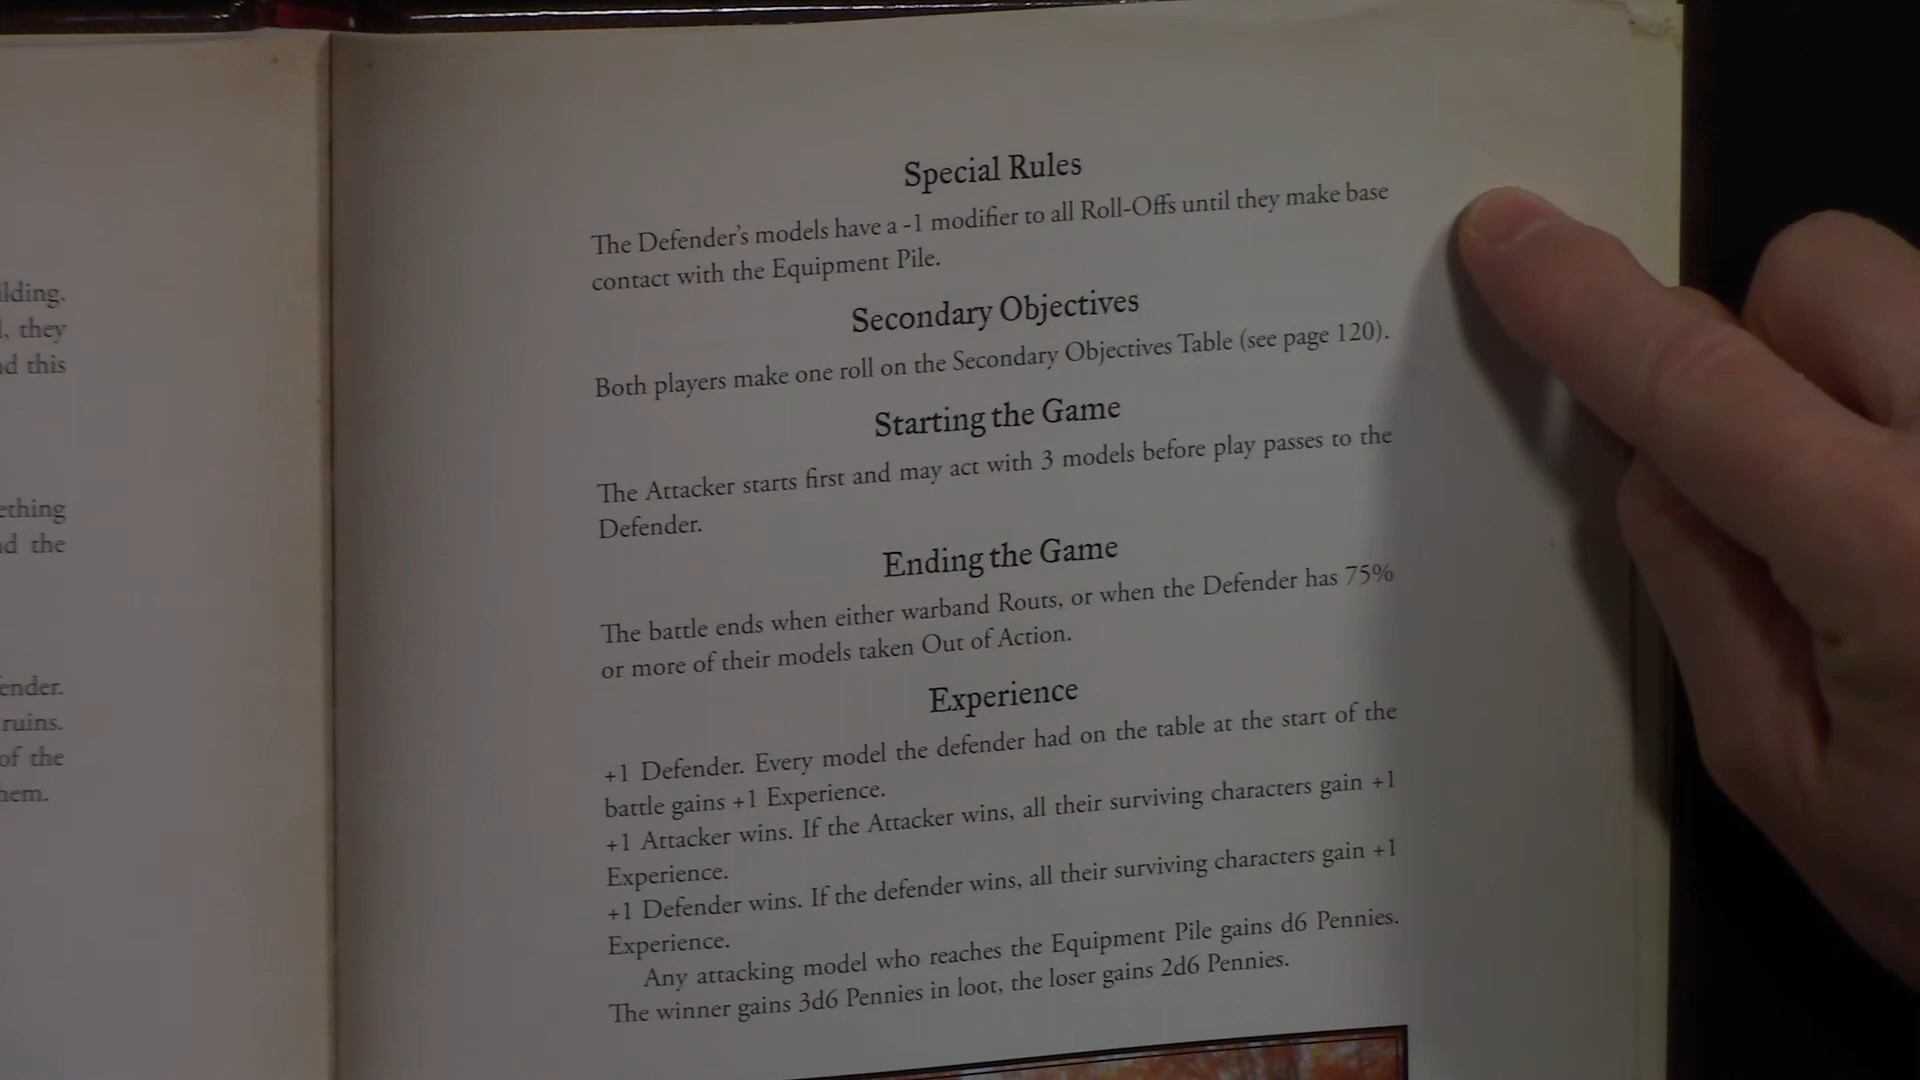 ilding.
, they
d this
ething
d the
ender.
ruins.
of the
hem.
Special Rules
The Defender's models have a -1 modifier to all Roll-Offs until they make base
contact with the Equipment Pile.
Secondary Objectives
Both players make one roll on the Secondary Objectives Table (see page 120).
Starting the Game
The Attacker starts first and may act with 3 models before play passes to the
Defender.
Ending the Game
The battle ends when either warband Routs, or when the Defender has 75%
or more of their models taken Out of Action.
Experience
+1 Defender. Every model the defender had on the table at the start of the
battle gains +1 Experience.
+1 Attacker wins. If the Attacker wins, all their surviving characters gain +1
Experience.
+1 Defender wins. If the defender wins, all their surviving characters gain +1
Experience.
Any attacking model who reaches the Equipment Pile gains d6 Pennies.
The winner gains 3d6 Pennies in loot, the loser gains 2d6 Pennies.